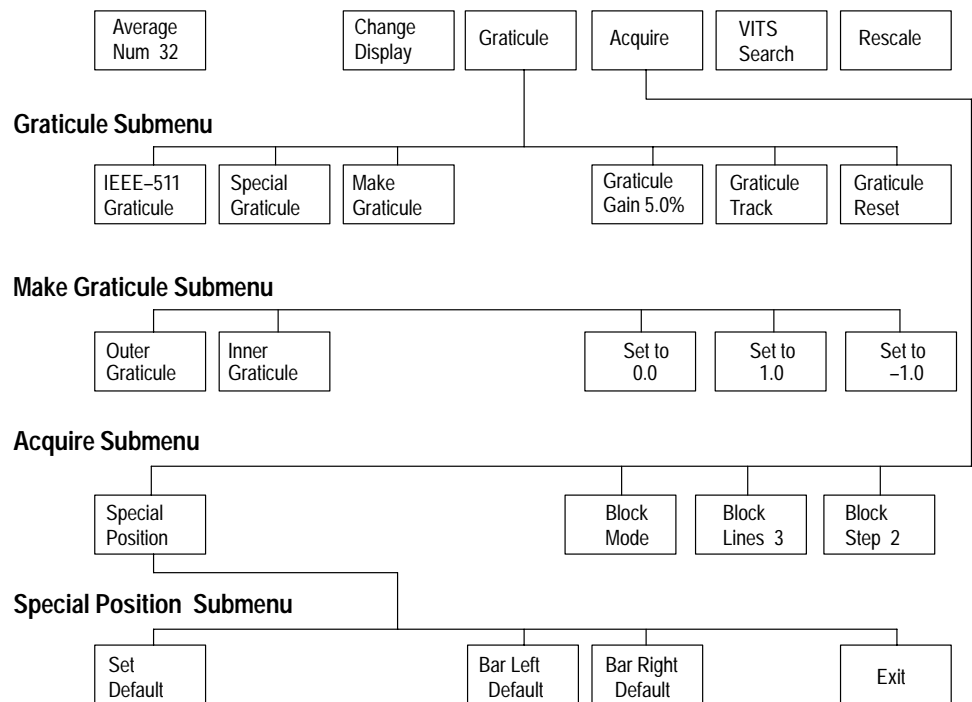 Average
Num 32
Change
Display
Graticule
Acquire
VITS
Search
Rescale
Graticule Submenu
IEEE–511
Graticule
Special
Graticule
Make
Graticule
Graticule
Gain 5.0%
Graticule
Track
Graticule
Reset
Make Graticule Submenu
Outer
Graticule
Inner
Graticule
Set to
0.0
Set to
1.0
Set to
–1.0
Acquire Submenu
Special
Position
Block
Mode
Block
Lines 3
Block
Step 2
Special Position Submenu
Set
Default
Bar Left
Default
Bar Right
Default
Exit